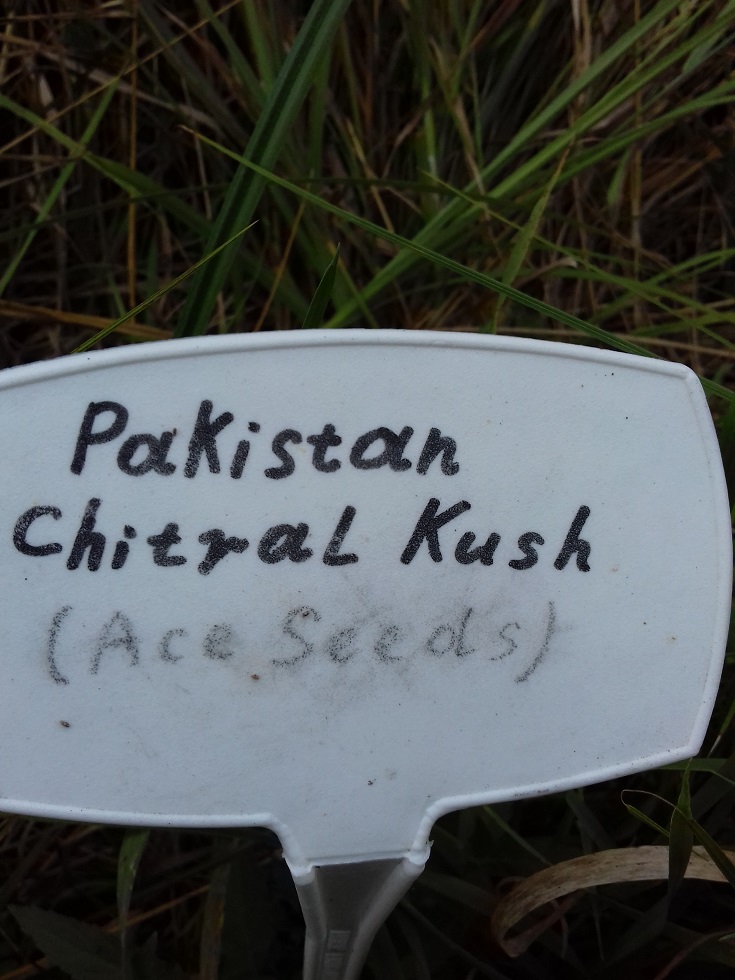 Pakistan
Chitral Kush
(Ace Seeds)